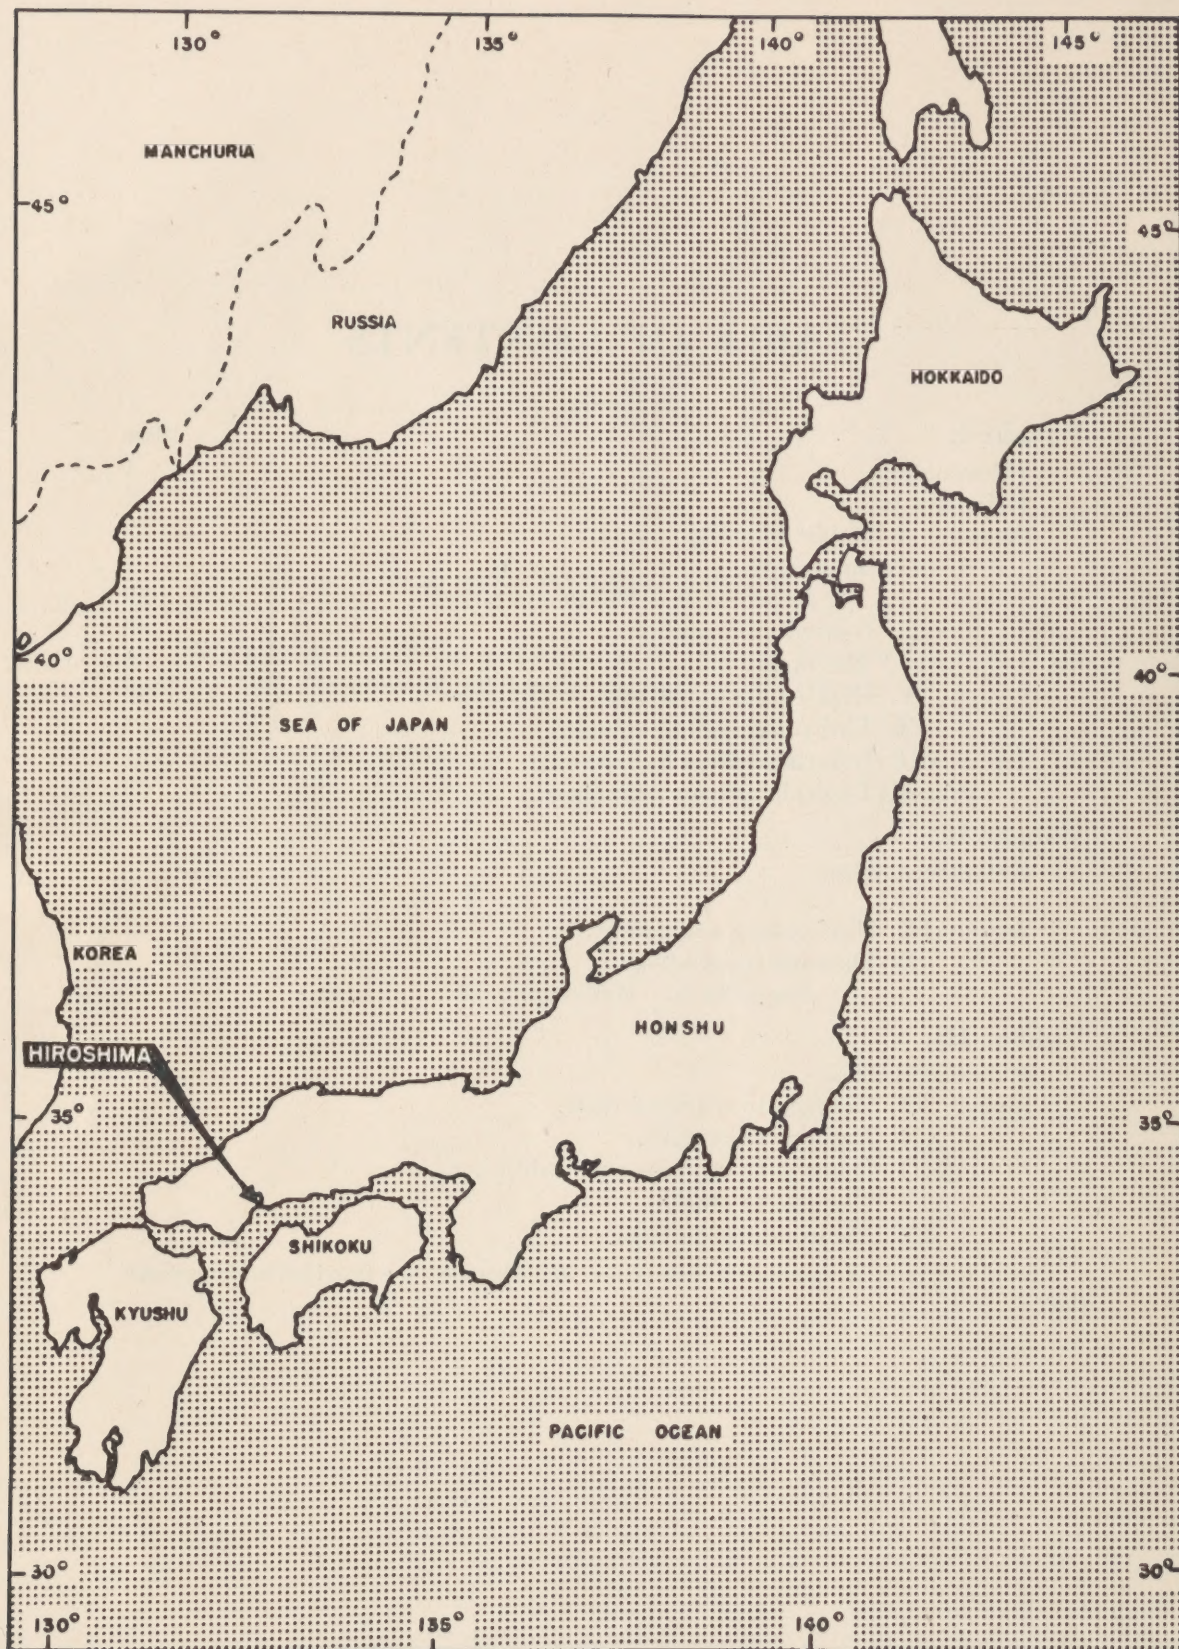 130° 135° 140° 145°
MANCHURIA
45°
45°
RUSSIA
HOKKAIDO
40°
40°
SEA OF JAPAN
KOREA
HONSHU
HIROSHIMA
35°
35°
SHIKOKU
KYUSHU
PACIFIC OCEAN
30°
30°
130° 135° 140°